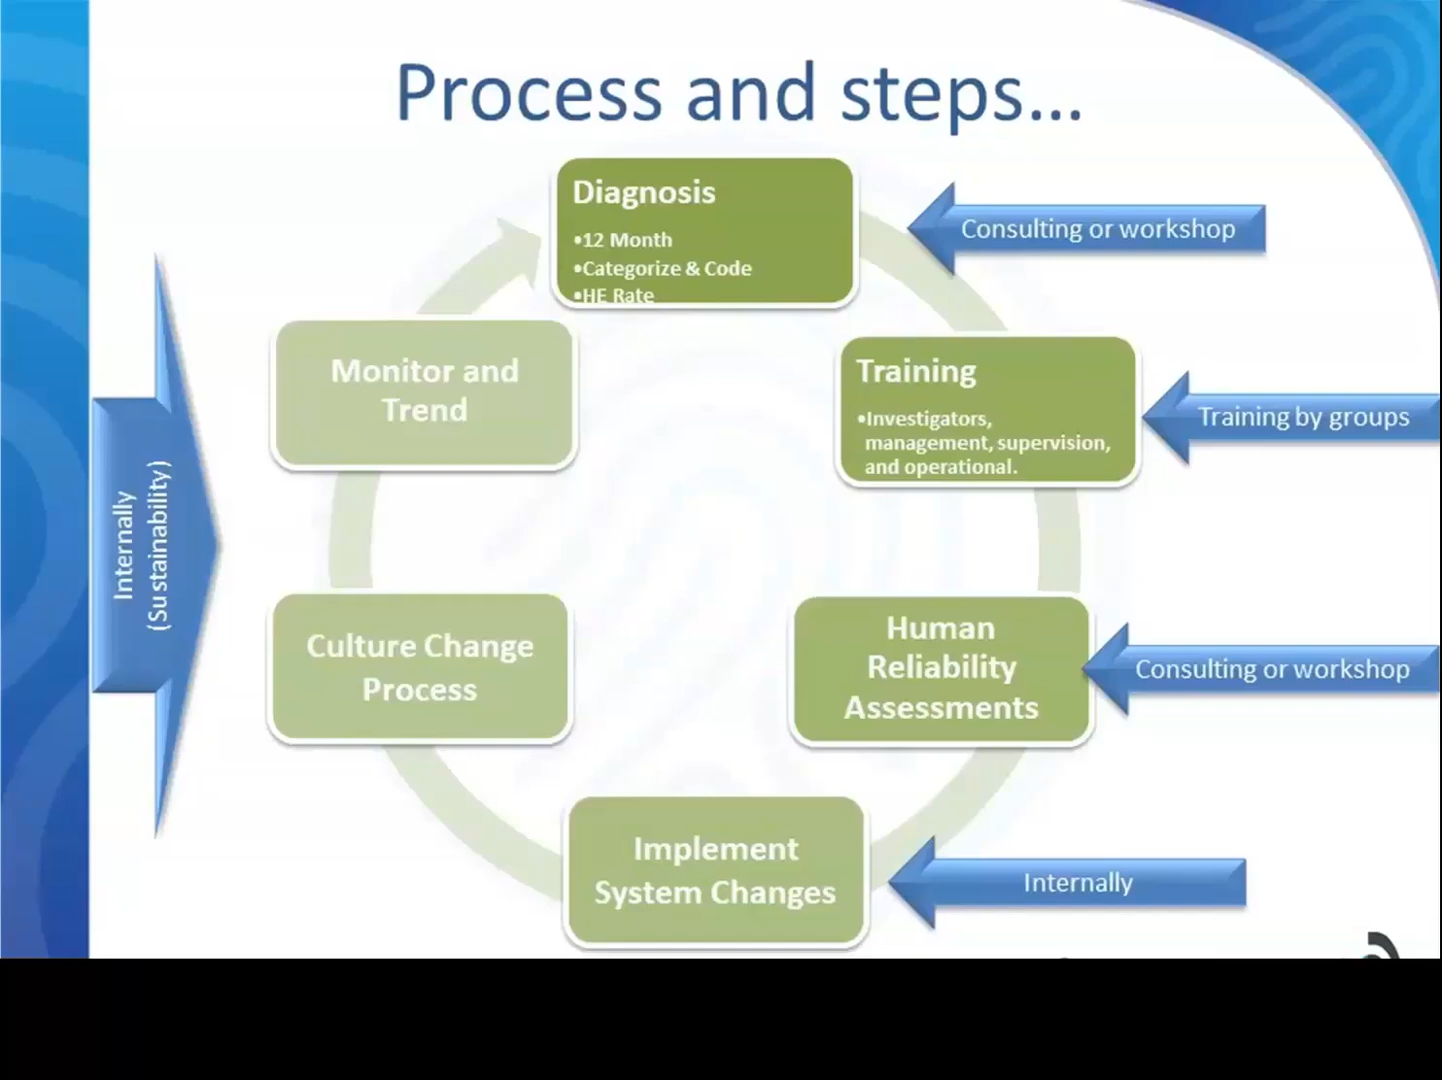 Process and steps...
Diagnosis
•12 Month
•Categorize & Code
•HE Rate
Consulting or workshop
Training
•Investigators,
management, supervision,
and operational.
Training by groups
Human
Reliability
Assessments
Consulting or workshop
Implement
System Changes
Internally
Culture Change
Process
Monitor and
Trend
Internally
(Sustainability)